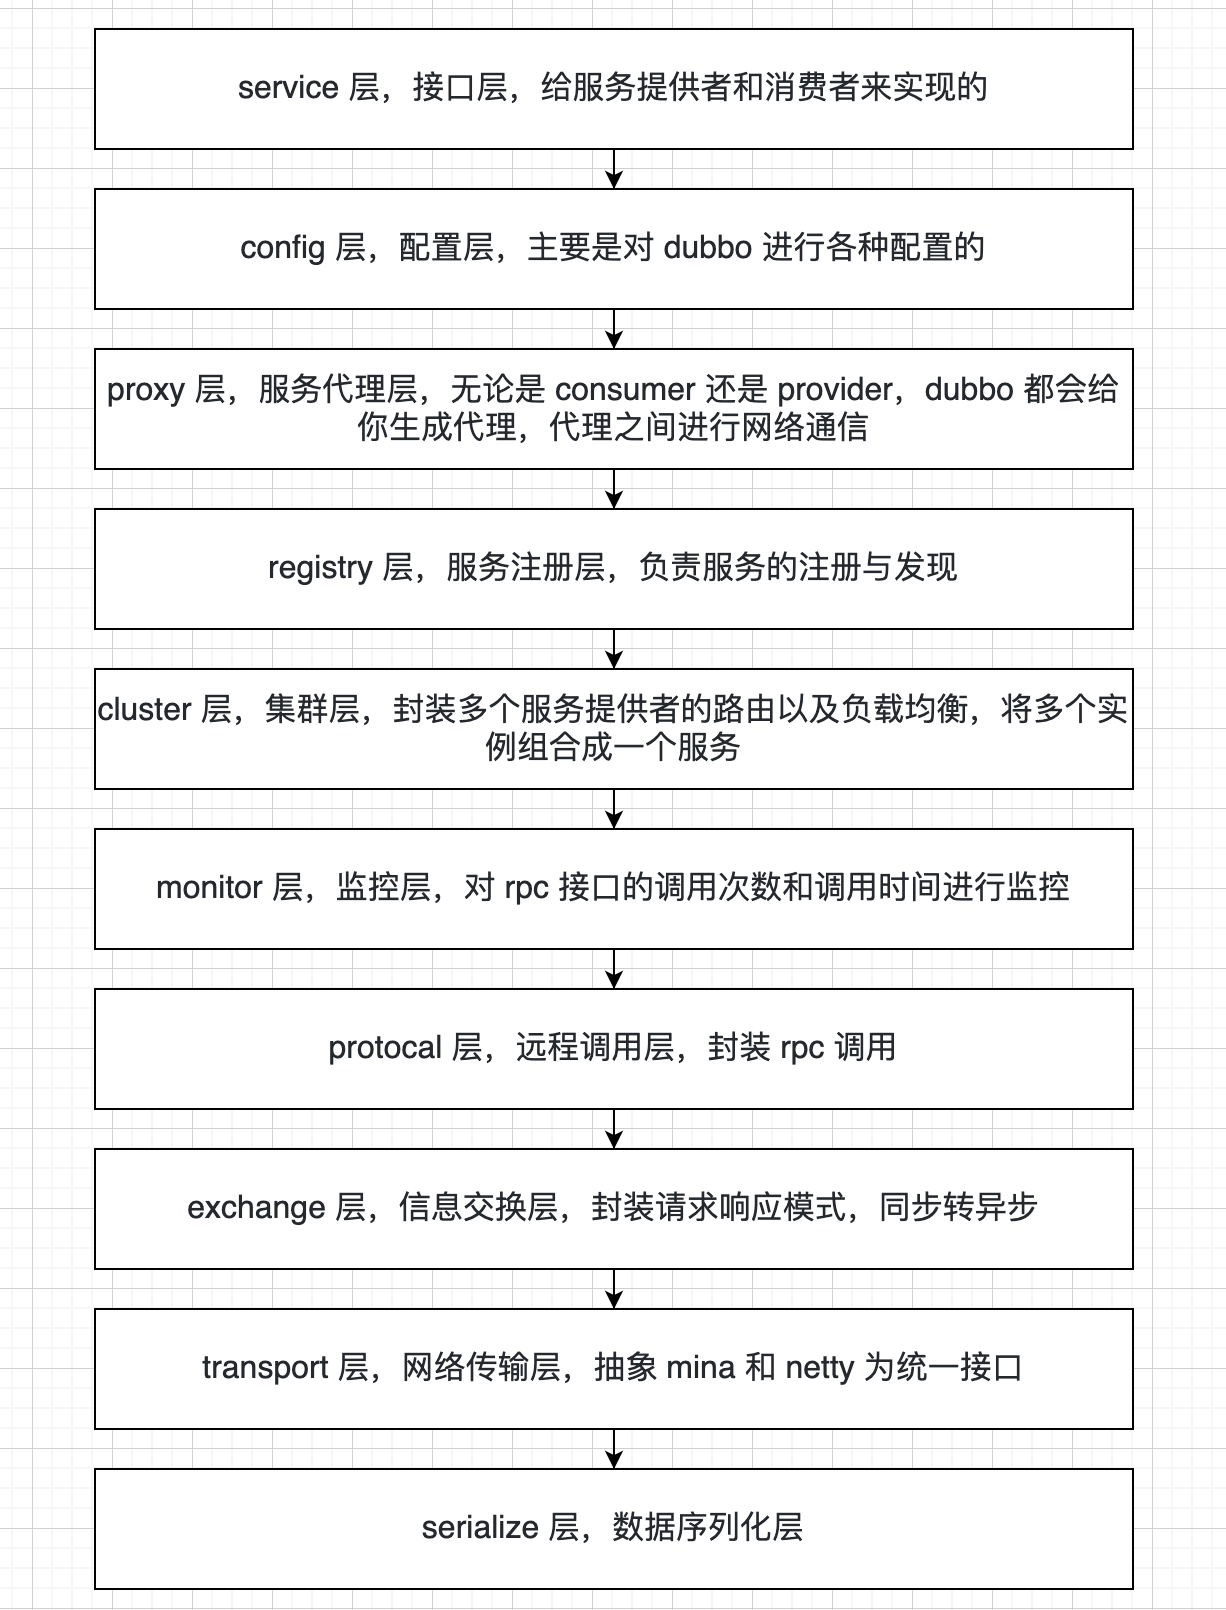 service 层，接口层，给服务提供者和消费者来实现的
config 层，配置层，主要是对 dubbo 进行各种配置的
proxy 层，服务代理层，无论是 consumer 还是 provider，dubbo 都会给
你生成代理，代理之间进行网络通信
registry 层，服务注册层，负责服务的注册与发现
cluster 层，集群层，封装多个服务提供者的路由以及负载均衡，将多个实
例组合成一个服务
monitor 层，监控层，对 rpc 接口的调用次数和调用时间进行监控
protocal 层，远程调用层，封装 rpc 调用
exchange 层，信息交换层，封装请求响应模式，同步转异步
transport 层，网络传输层，抽象 mina 和 netty 为统一接口
serialize 层，数据序列化层